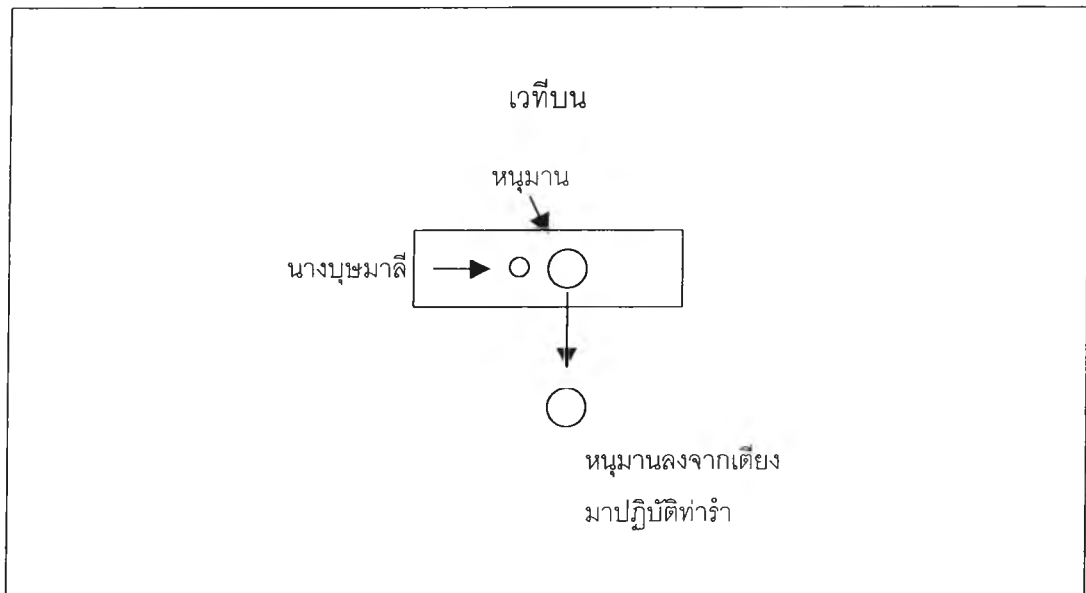 เวทีบน
หนุมาน
นางบุษมาลี
หนุมานลงจากเตียง
มาปฏิบัติท่ารำ